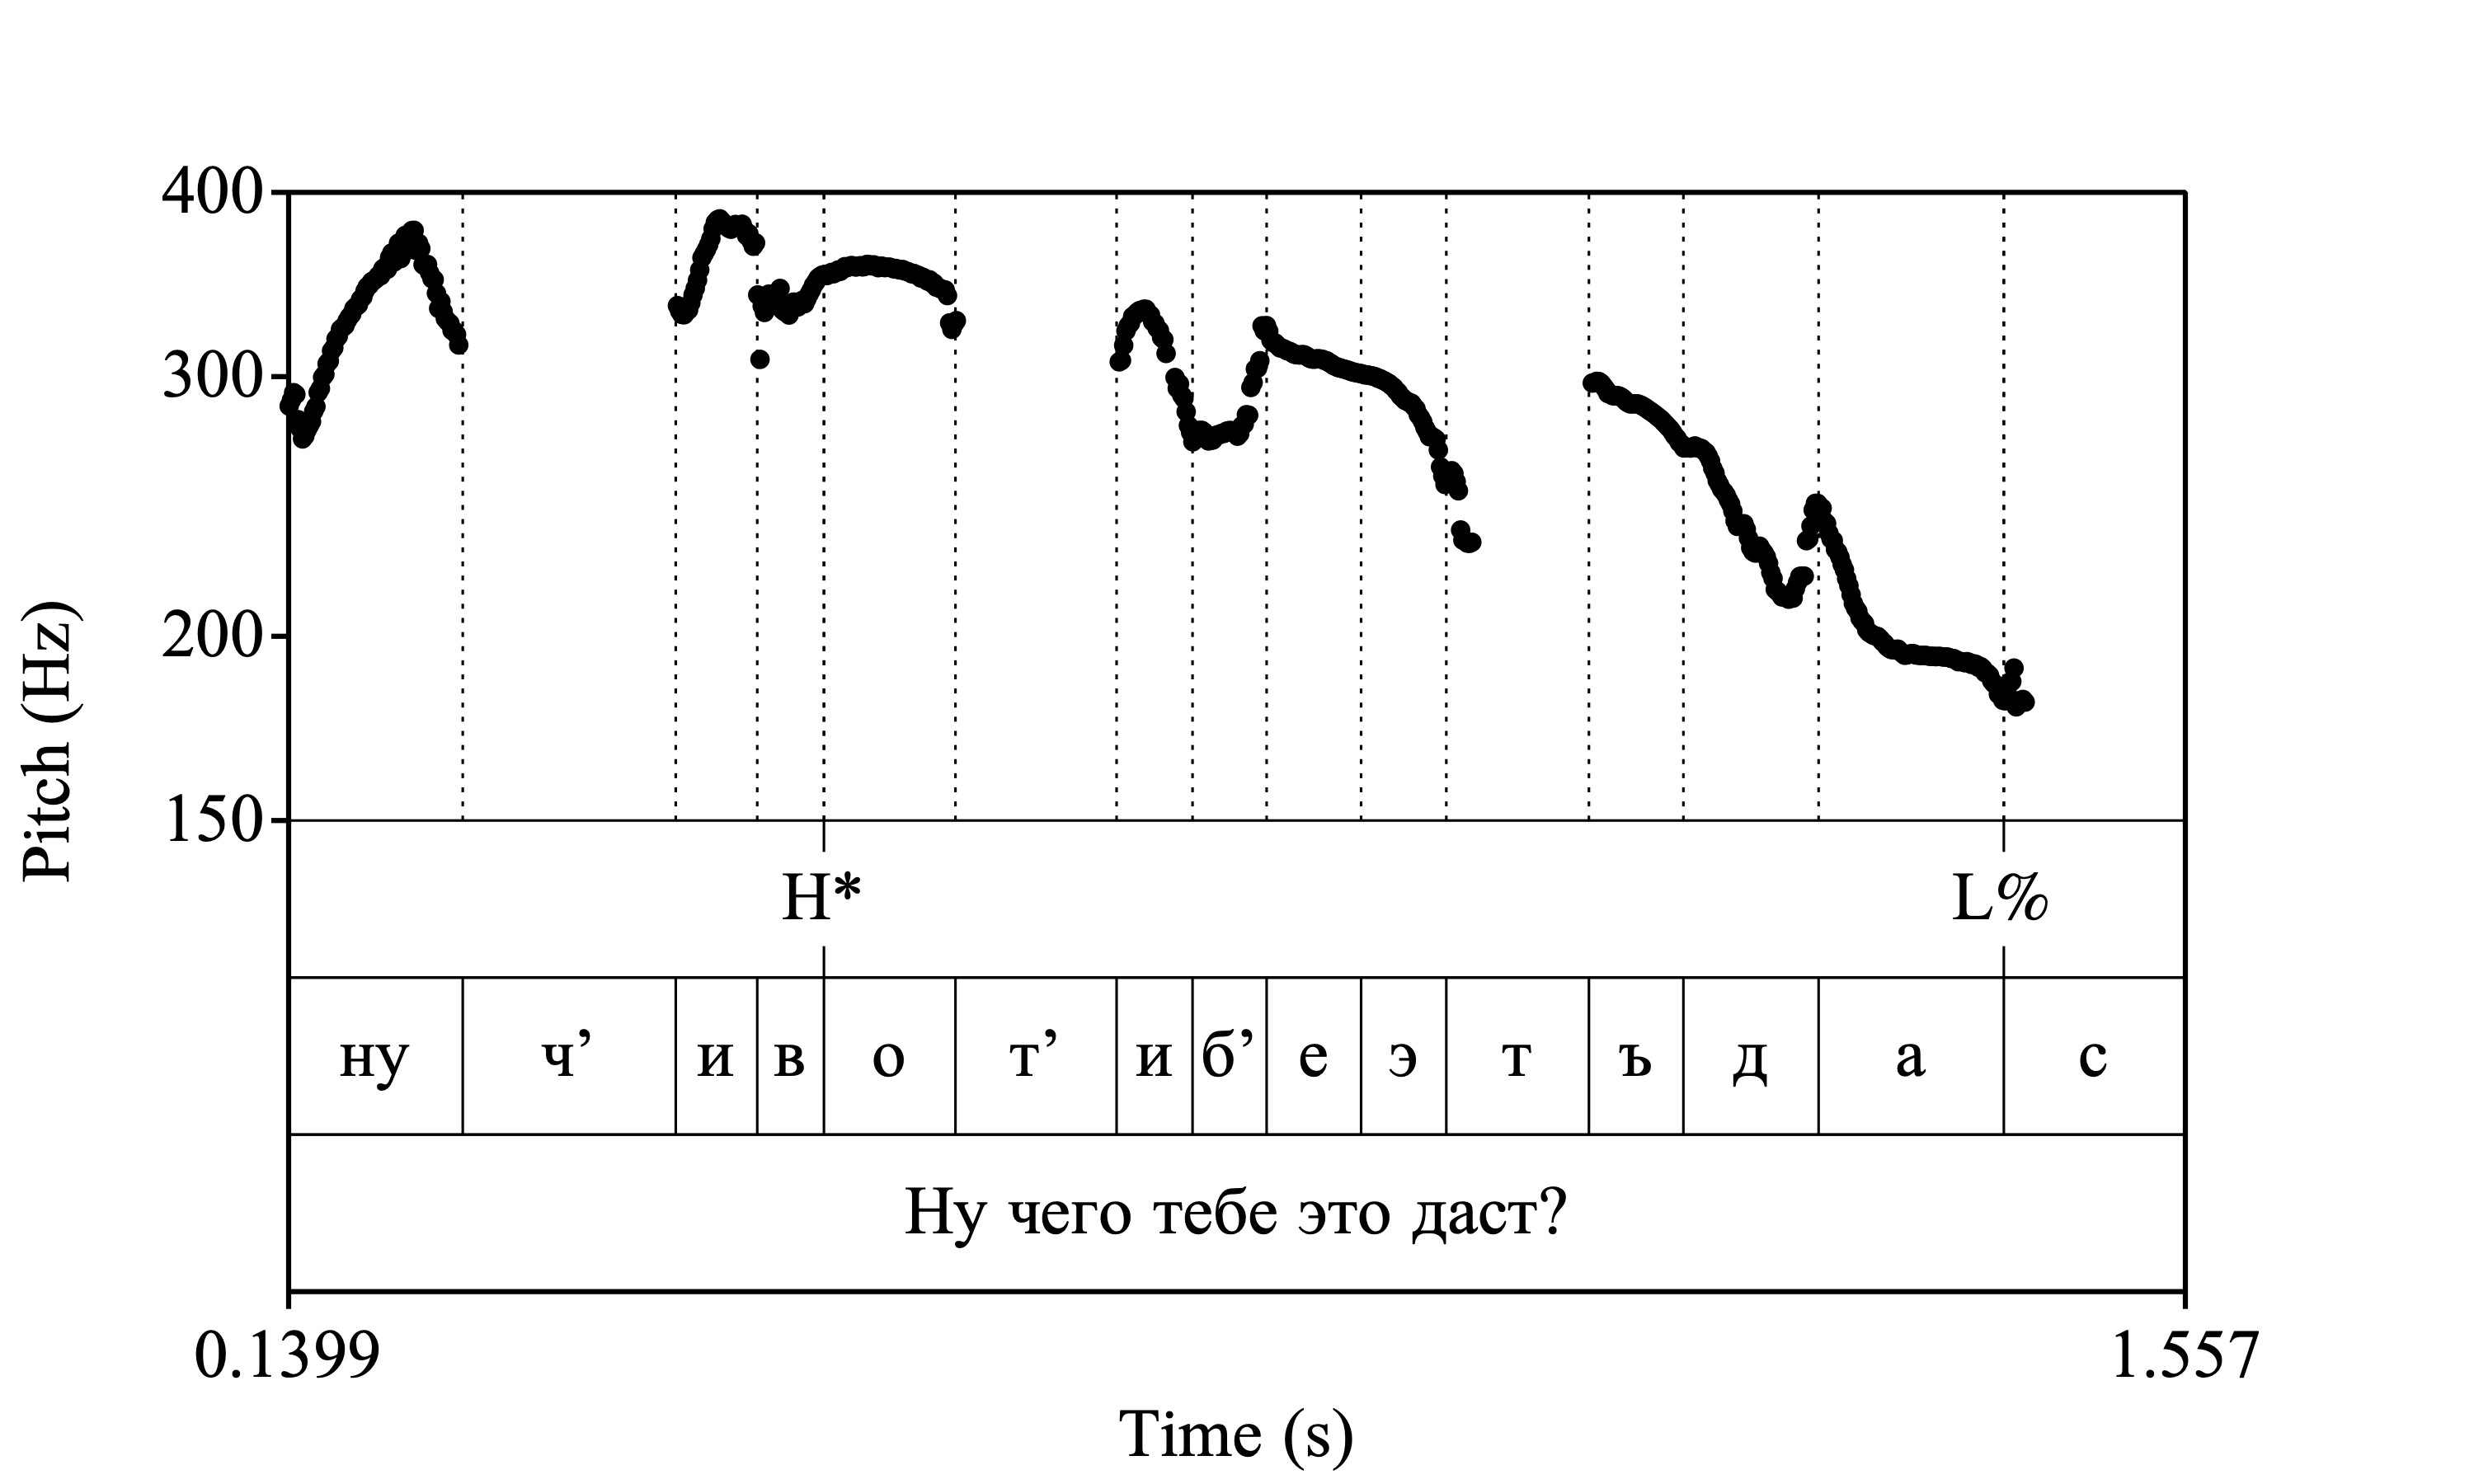 400
300
200
150
Pitch (Hz)
H* L%
ну ч’ и в о т’ и б’ е э т ъ д а с
Ну чего тебе это даст?
0.1399 1.557
Time (s)